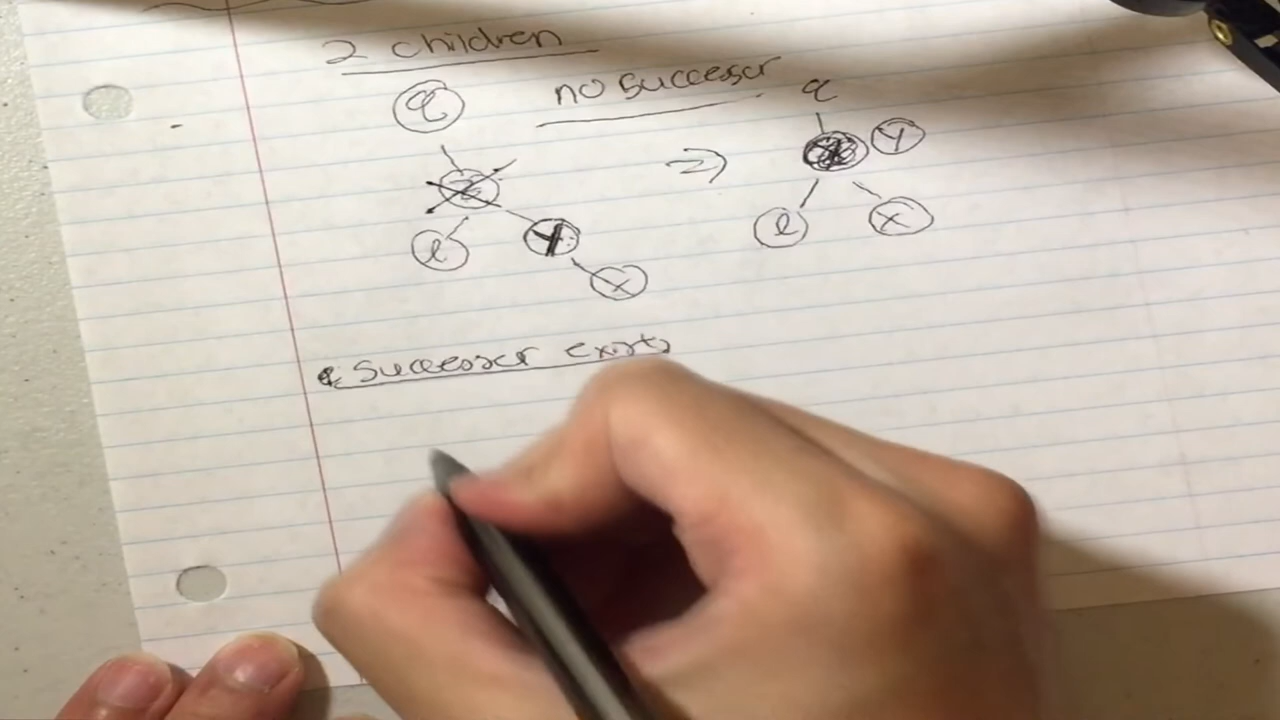 2 children
no successor
q
q
z
Y
l
Y
l
x
x
successor exists